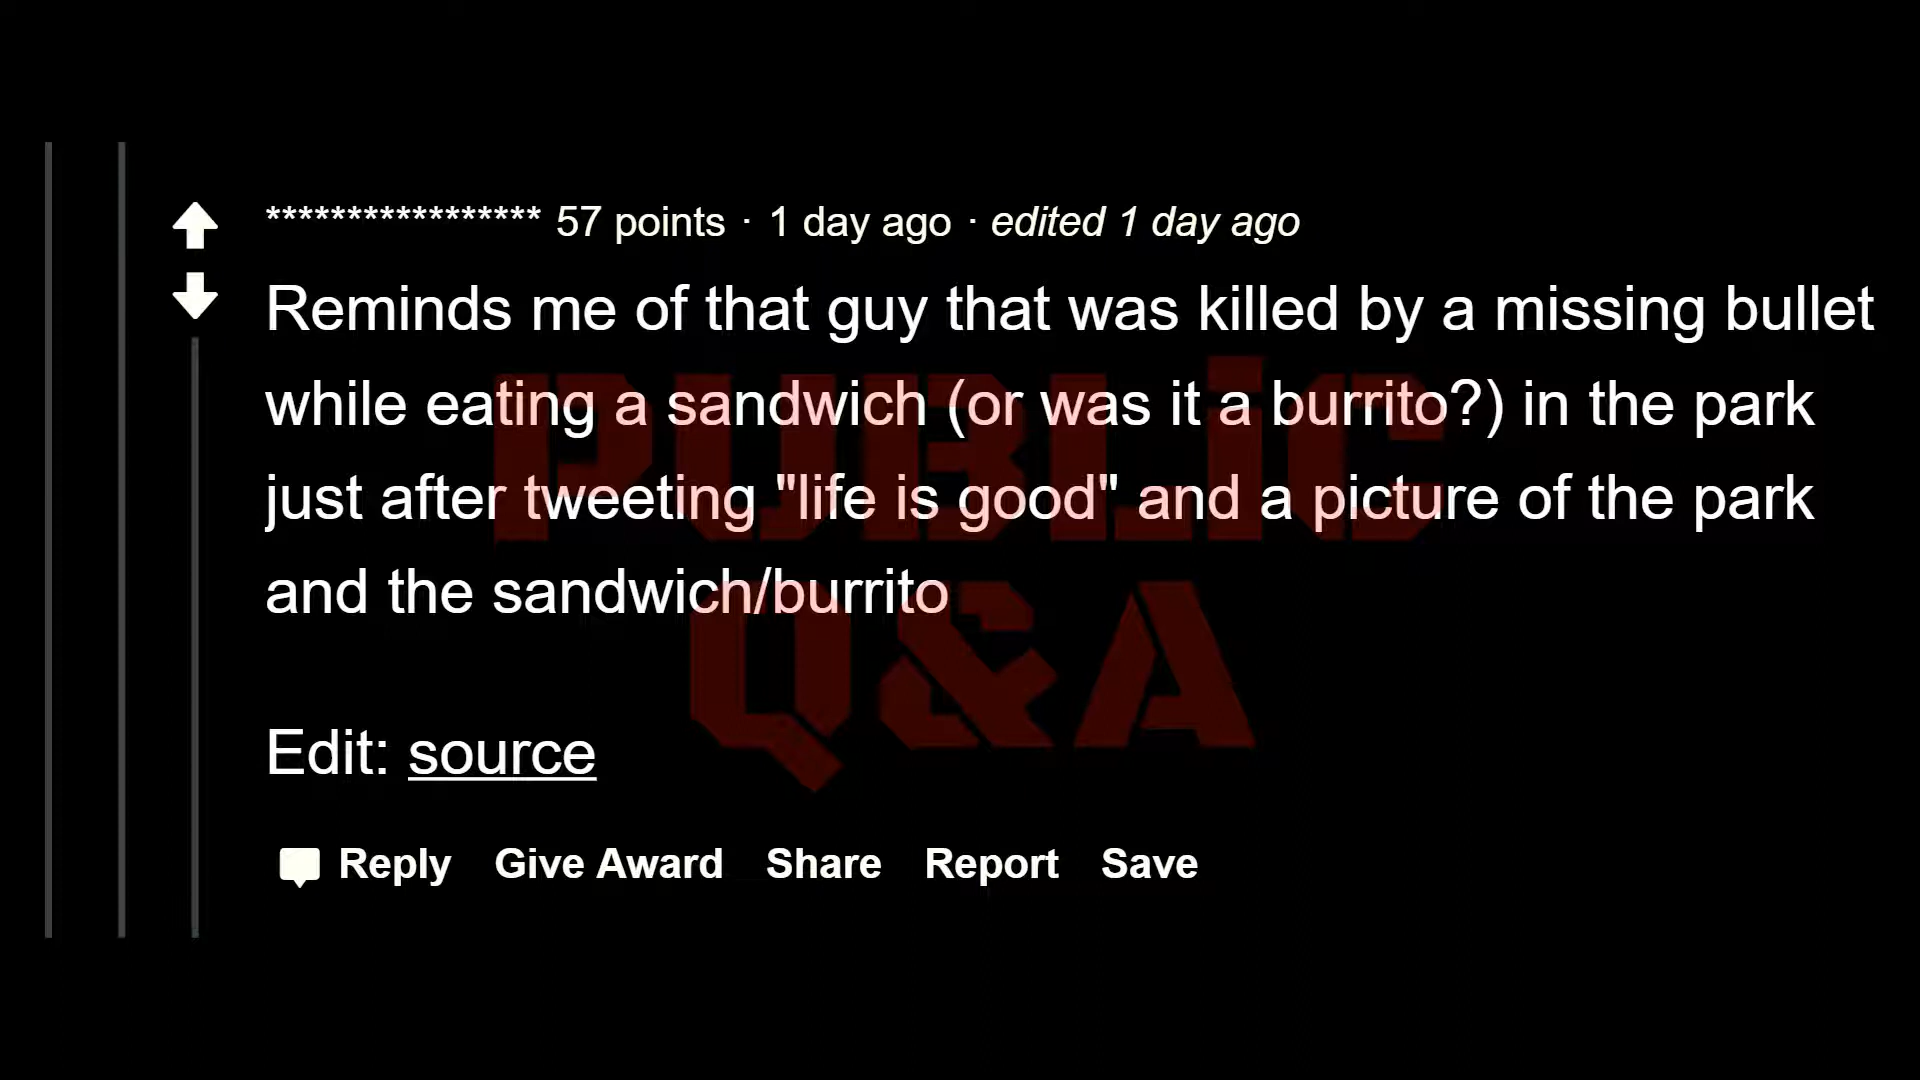 ***************** 57 points · 1 day ago · edited 1 day ago
Reminds me of that guy that was killed by a missing bullet
while eating a sandwich (or was it a burrito?) in the park
just after tweeting "life is good" and a picture of the park
and the sandwich/burrito
PUBLiC
Q&A
Edit: source
Reply Give Award Share Report Save